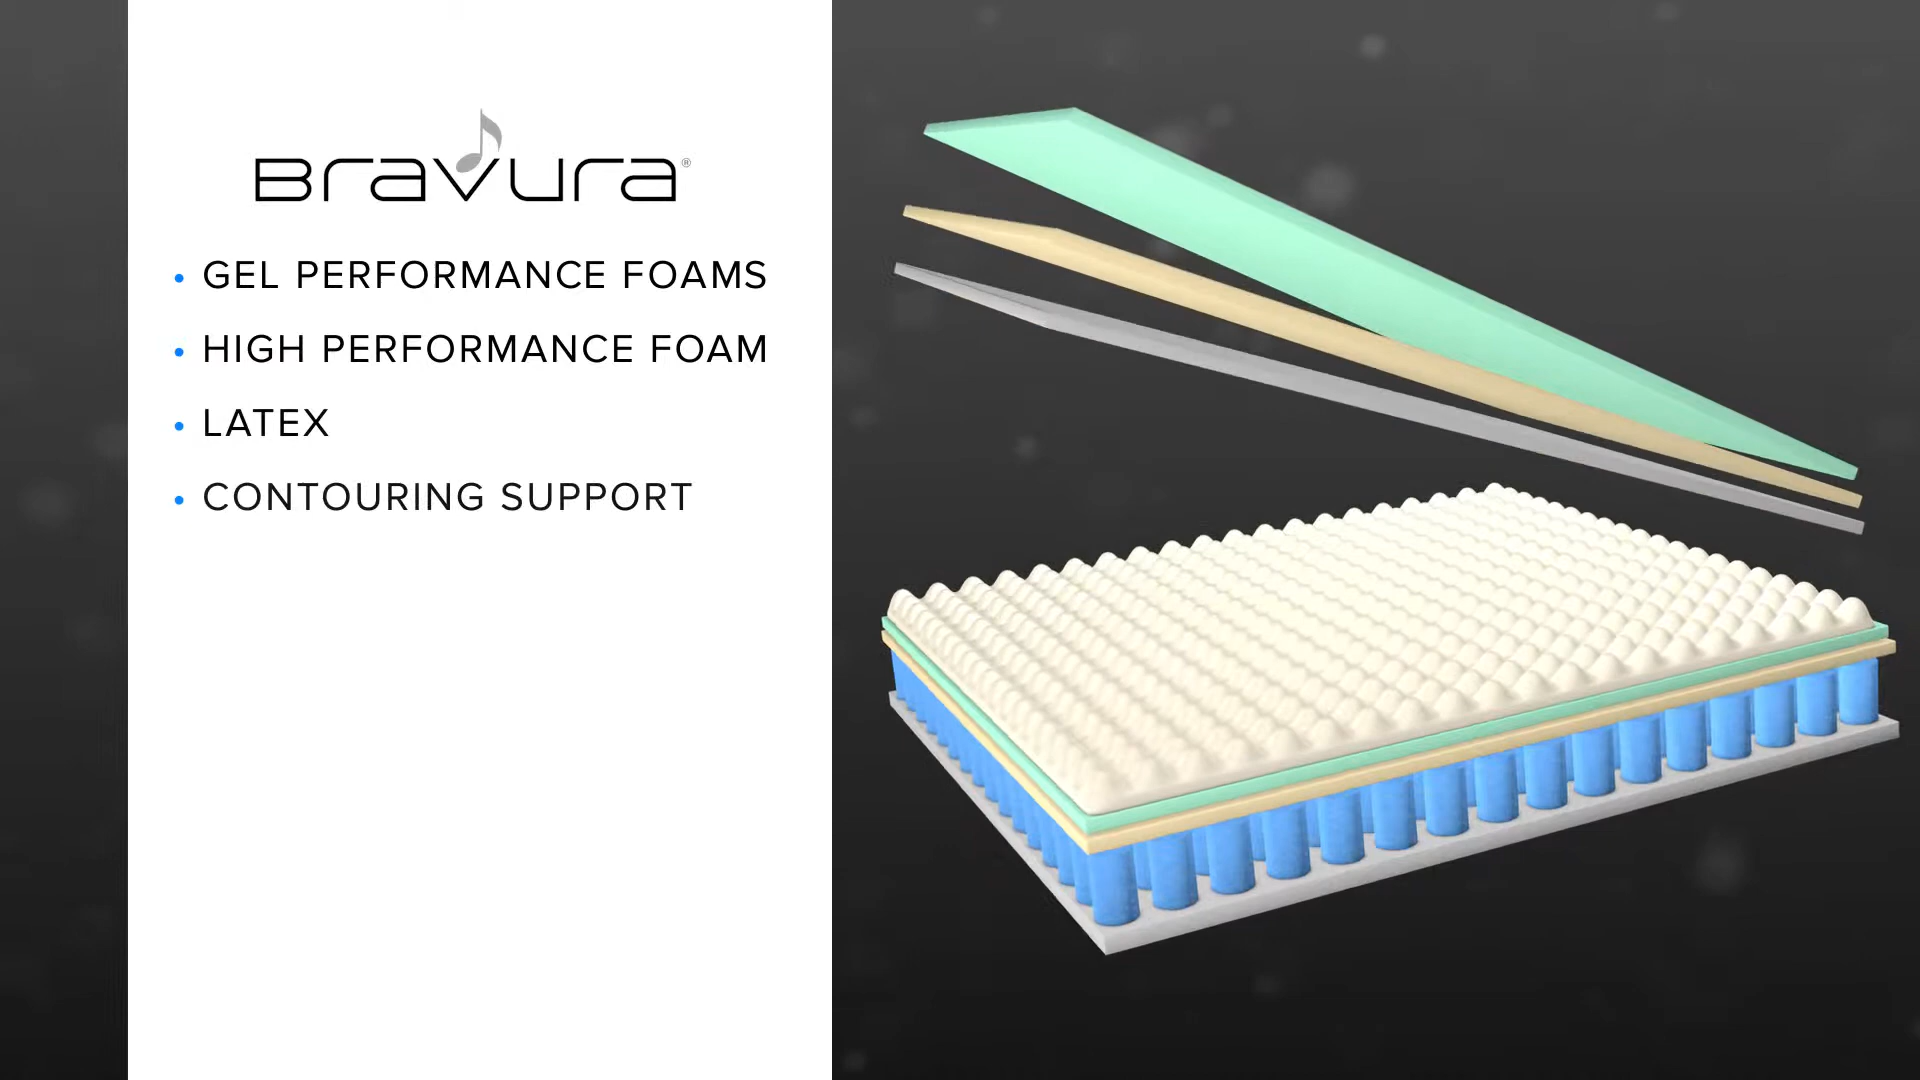 Bravura®
• GEL PERFORMANCE FOAMS
• HIGH PERFORMANCE FOAM
• LATEX
• CONTOURING SUPPORT